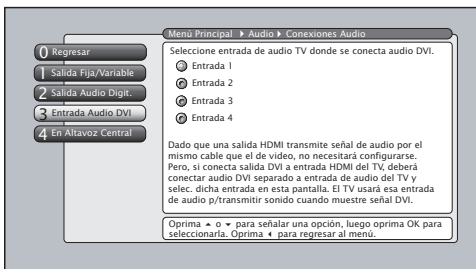 Menú Principal ▸ Audio ▸ Conexiones Audio
0 Regresar
1 Salida Fija/Variable
2 Salida Audio Digit.
3 Entrada Audio DVI
4 En Altavoz Central
Seleccione entrada de audio TV donde se conecta audio DVI.
Entrada 1
Entrada 2
Entrada 3
Entrada 4
Dado que una salida HDMI transmite señal de audio por el
mismo cable que el de video, no necesitará configurarse.
Pero, si conecta salida DVI a entrada HDMI del TV, deberá
conectar audio DVI separado a entrada de audio del TV y
selec. dicha entrada en esta pantalla. El TV usará esa entrada
de audio p/transmitir sonido cuando muestre señal DVI.
Oprima ▴ o ▾ para señalar una opción, luego oprima OK para
seleccionarla. Oprima ◂ para regresar al menú.